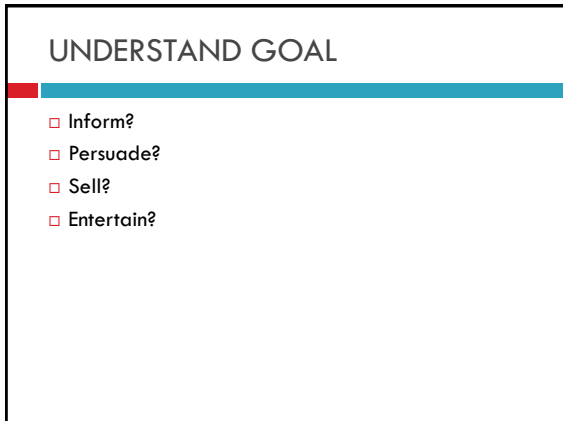 UNDERSTAND GOAL
Inform?
Persuade?
Sell?
Entertain?